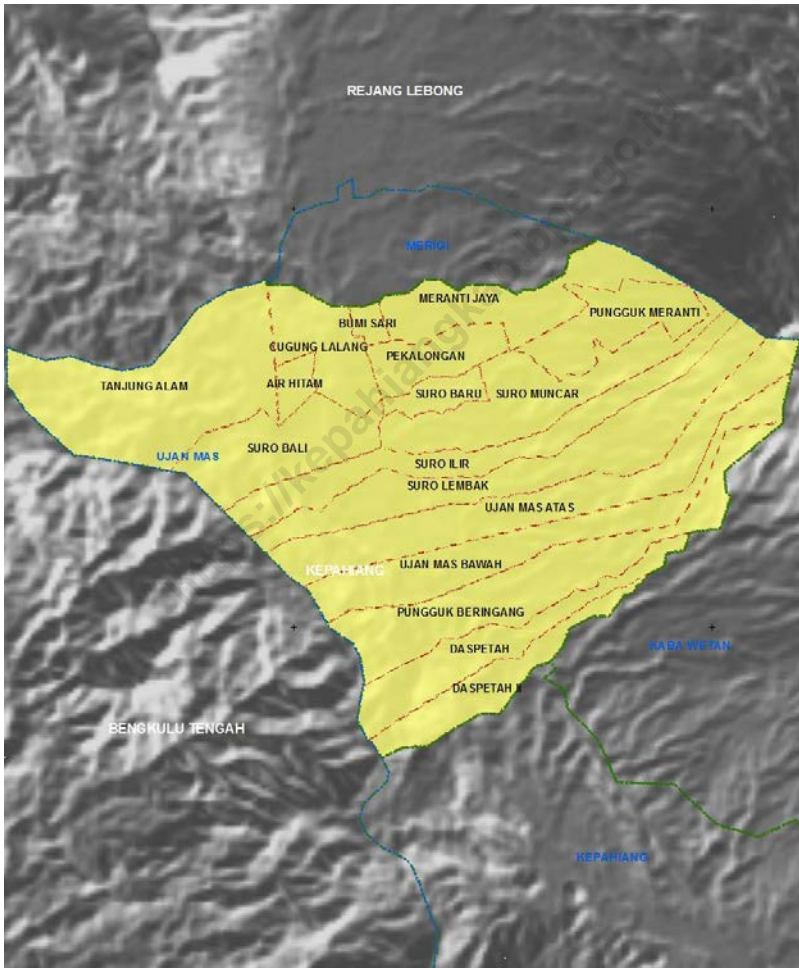 REJANG LEBONG
MERIGI
MERANTI JAYA
PUNGGUK MERANTI
BUMI SARI
CUGUNG LALANG
PEKALONGAN
TANJUNG ALAM
AIR HITAM
SURO BARU
SURO MUNCAR
SURO BALI
UJAN MAS
SURO ILIR
SURO LEMBAK
UJAN MAS ATAS
UJAN MAS BAWAH
KEPAHIANG
PUNGGUK BERINGANG
KABA WETAN
DASPETAH
DASPETAH II
BENGKULU TENGAH
KEPAHIANG